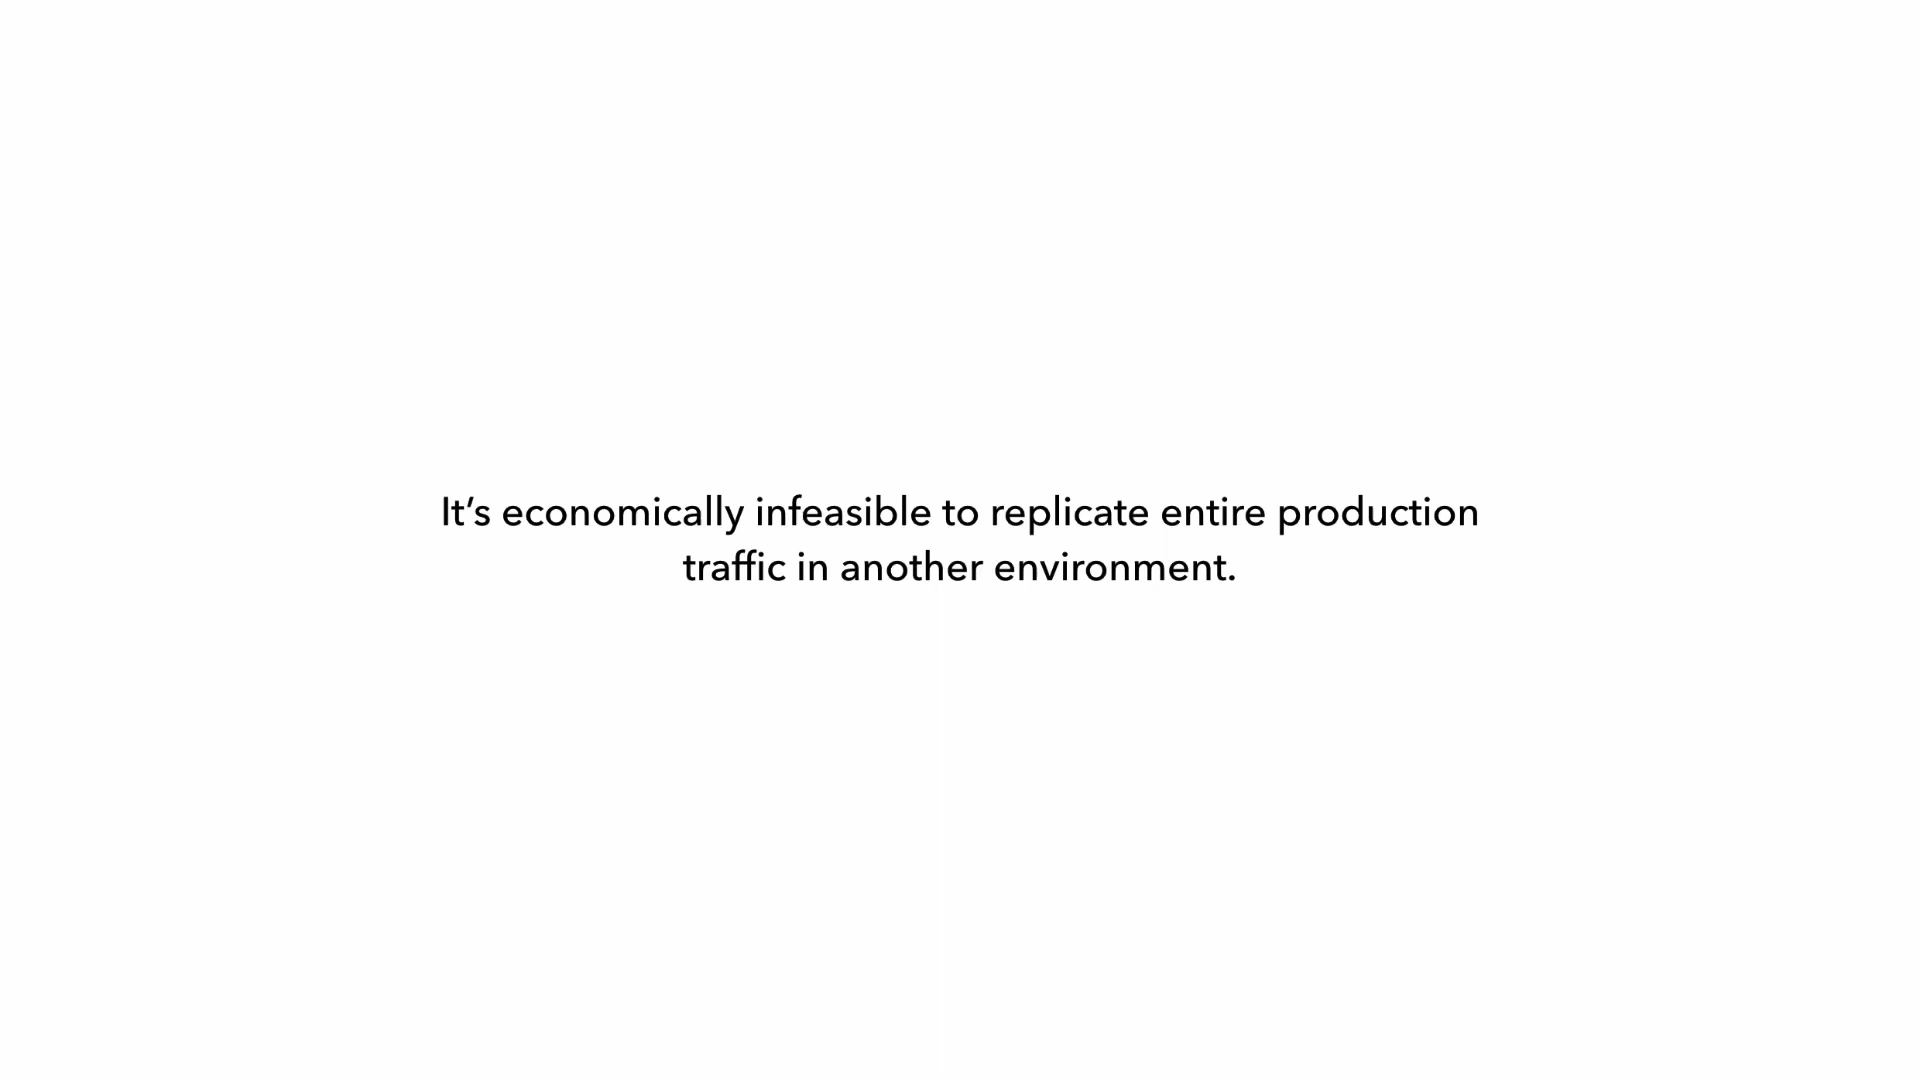 It’s economically infeasible to replicate entire production
traffic in another environment.